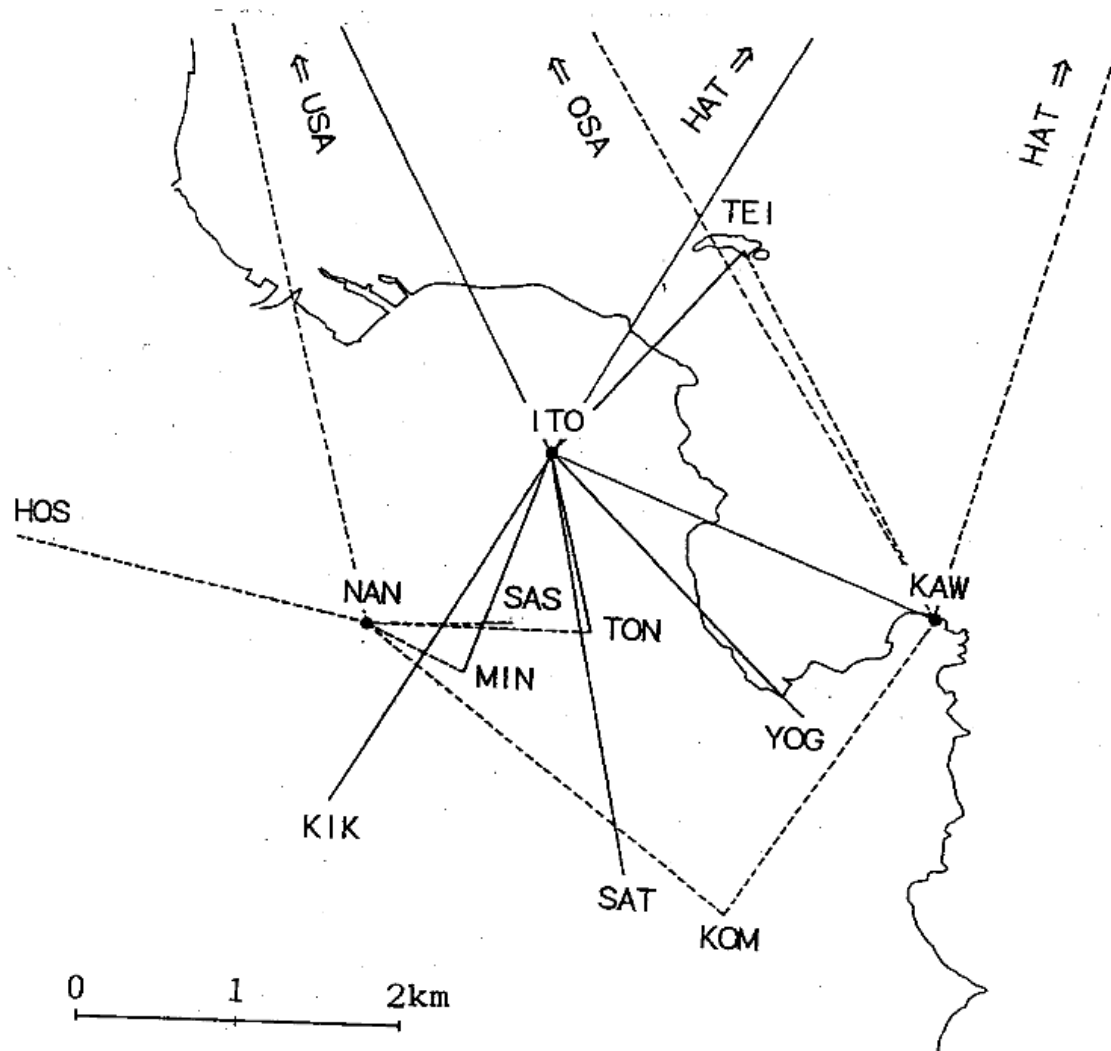 ⇐ USA
⇐ OSA
HAT ⇒
HAT ⇒
TEI
ITO
HOS
NAN
SAS
KAW
TON
MIN
YOG
KIK
SAT
KOM
0 1 2km